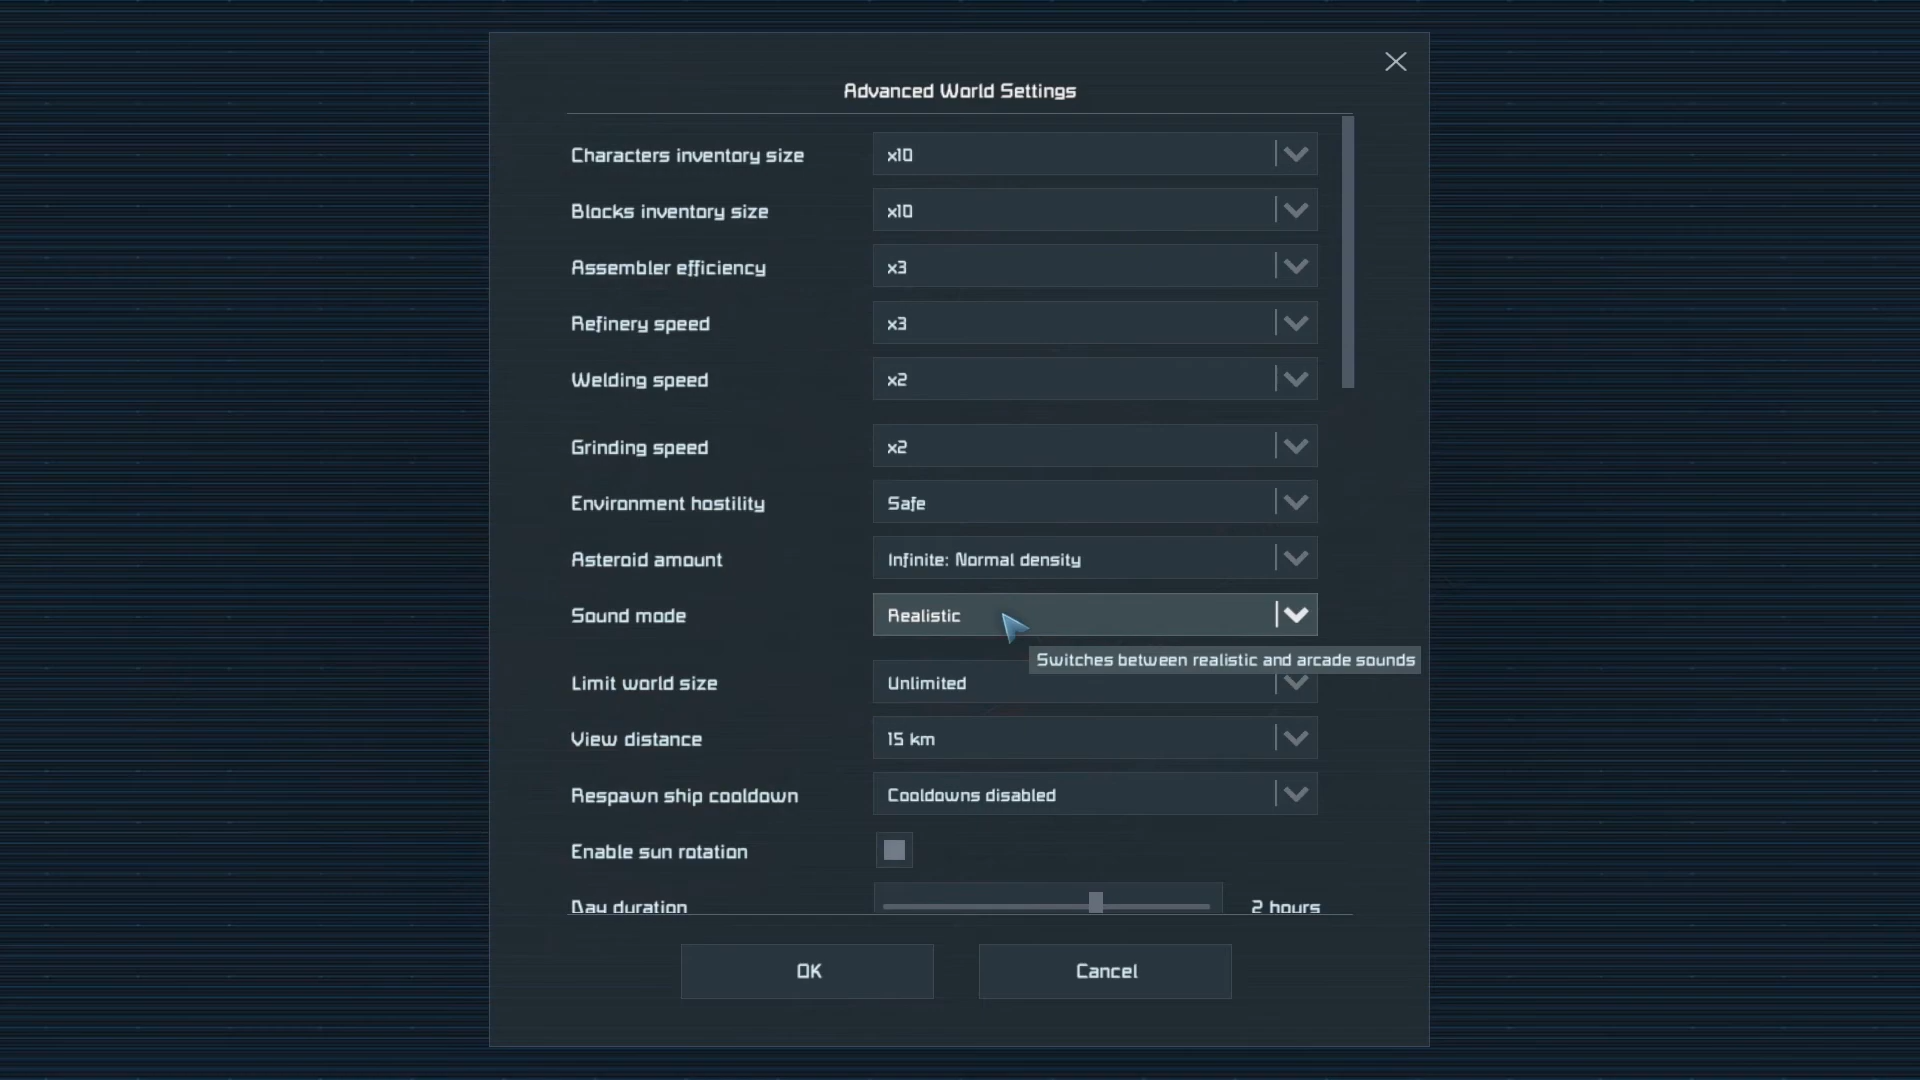 Advanced World Settings
Characters inventory size x10
Blocks inventory size x10
Assembler efficiency x3
Refinery speed x3
Welding speed x2
Grinding speed x2
Environment hostility Safe
Asteroid amount Infinite: Normal density
Sound mode Realistic
Switches between realistic and arcade sounds
Limit world size Unlimited
View distance 15 km
Respawn ship cooldown Cooldowns disabled
Enable sun rotation
Day duration 2 hours
OK Cancel